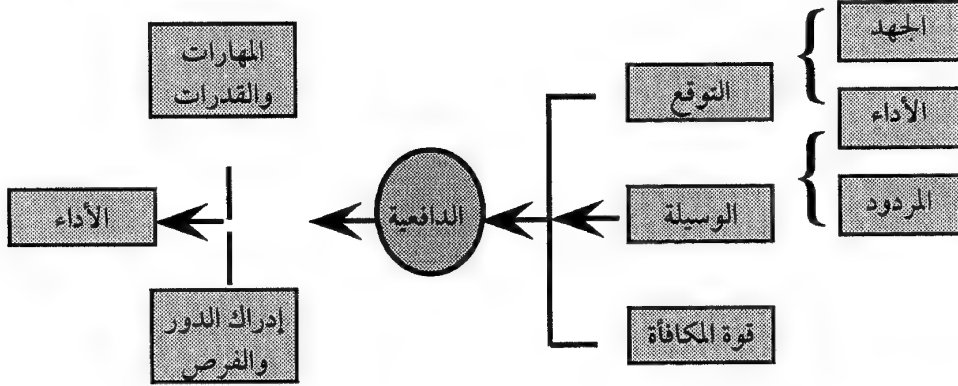 الجهد
الأداء
المردود
التوقع
الوسيلة
قوة المكافأة
الدافعية
المهارات
والقدرات
إدراك الدور
والفرص
الأداء